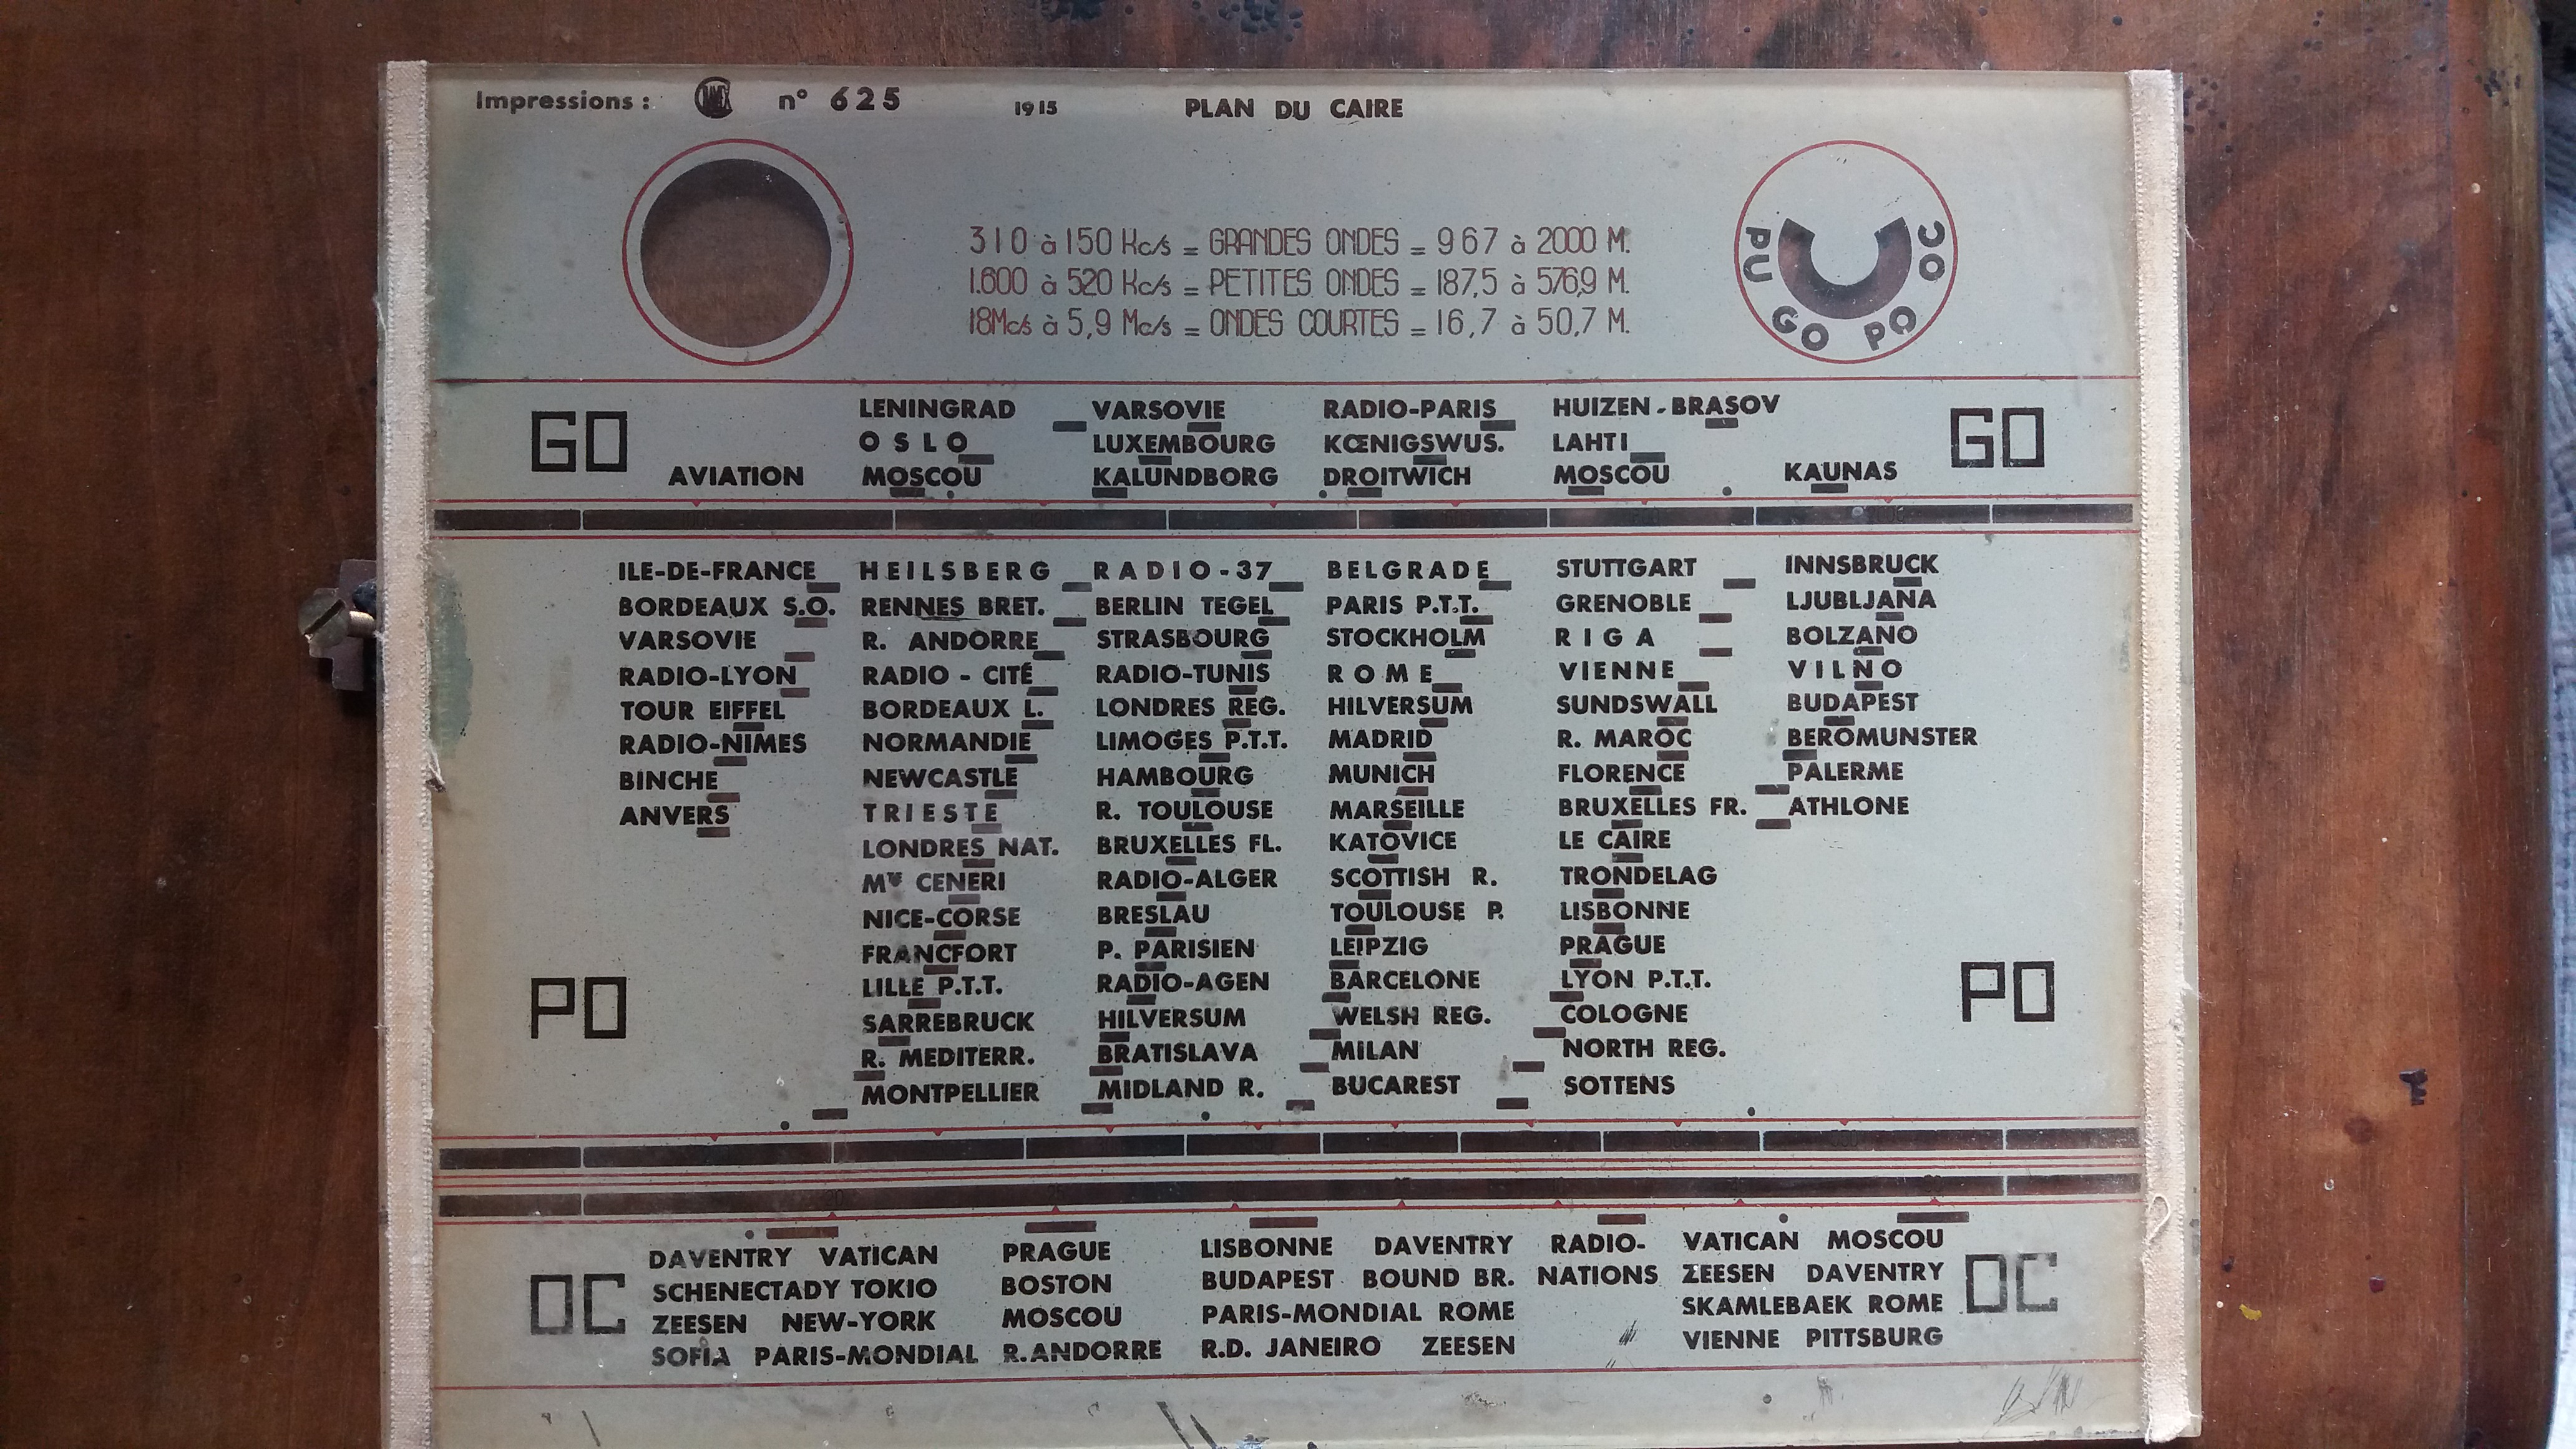 Impressions : n° 625 1915 PLAN DU CAIRE
310 à 150 Kc/s = GRANDES ONDES = 967 à 2000 M.
1.600 à 520 Kc/s = PETITES ONDES = 187,5 à 576,9 M.
18Mc/s à 5,9 Mc/s = ONDES COURTES = 16,7 à 50,7 M.
PU GO PO OC
LENINGRAD VARSOVIE RADIO-PARIS HUIZEN - BRASOV
GO OSLO LUXEMBOURG KŒNIGSWUS. LAHTI GO
AVIATION MOSCOU KALUNDBORG DROITWICH MOSCOU KAUNAS
ILE-DE-FRANCE HEILSBERG RADIO-37 BELGRADE STUTTGART INNSBRUCK
BORDEAUX S.O. RENNES BRET. BERLIN TEGEL PARIS P.T.T. GRENOBLE LJUBLJANA
VARSOVIE R. ANDORRE STRASBOURG STOCKHOLM RIGA BOLZANO
RADIO-LYON RADIO - CITÉ RADIO-TUNIS ROME VIENNE VILNO
TOUR EIFFEL BORDEAUX L. LONDRES REG. HILVERSUM SUNDSWALL BUDAPEST
RADIO-NIMES NORMANDIE LIMOGES P.T.T. MADRID R. MAROC BEROMUNSTER
BINCHE NEWCASTLE HAMBOURG MUNICH FLORENCE PALERME
ANVERS TRIESTE R. TOULOUSE MARSEILLE BRUXELLES FR. ATHLONE
LONDRES NAT. BRUXELLES FL. KATOVICE LE CAIRE
Mt CENERI RADIO-ALGER SCOTTISH R. TRONDELAG
NICE-CORSE BRESLAU TOULOUSE P. LISBONNE
FRANCFORT P. PARISIEN LEIPZIG PRAGUE
PO LILLE P.T.T. RADIO-AGEN BARCELONE LYON P.T.T. PO
SARREBRUCK HILVERSUM WELSH REG. COLOGNE
R. MEDITERR. BRATISLAVA MILAN NORTH REG.
MONTPELLIER MIDLAND R. BUCAREST SOTTENS
DAVENTRY VATICAN PRAGUE LISBONNE DAVENTRY RADIO- VATICAN MOSCOU
OC SCHENECTADY TOKIO BOSTON BUDAPEST BOUND BR. NATIONS ZEESEN DAVENTRY OC
ZEESEN NEW-YORK MOSCOU PARIS-MONDIAL ROME SKAMLEBAEK ROME
SOFIA PARIS-MONDIAL R.ANDORRE R.D. JANEIRO ZEESEN VIENNE PITTSBURG